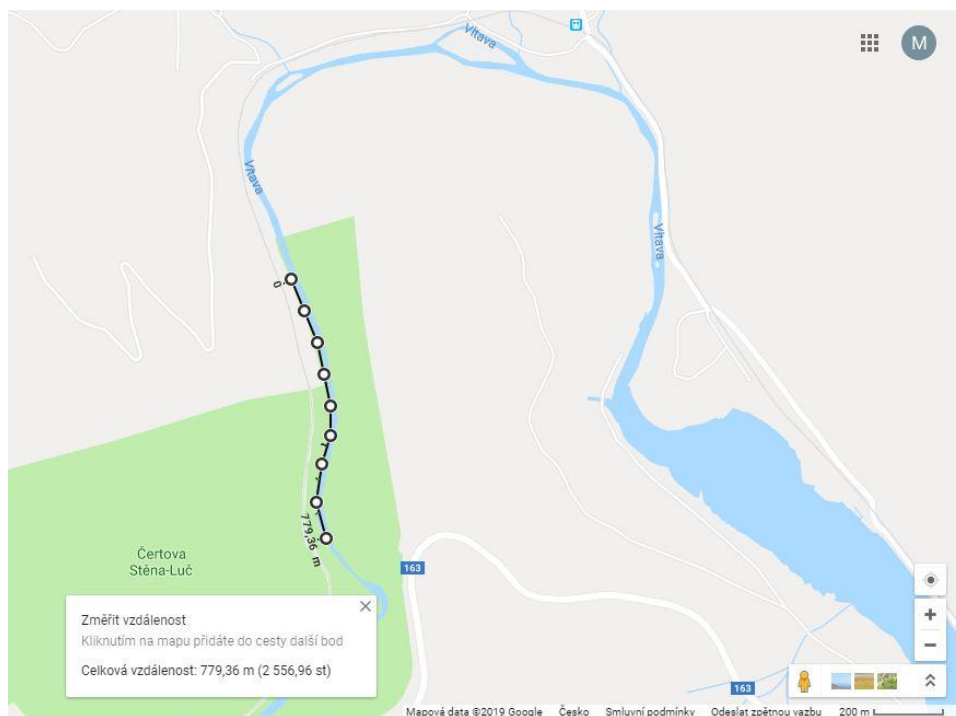 Vltava
M
Vltava
Vltava
0
779,36 m
Čertova
Stěna-Luč
163
Změřit vzdálenost
Kliknutím na mapu přidáte do cesty další bod
Celková vzdálenost: 779,36 m (2 556,96 st)
163
Mapová data ©2019 Google Česko Smluvní podmínky Odeslat zpětnou vazbu 200 m